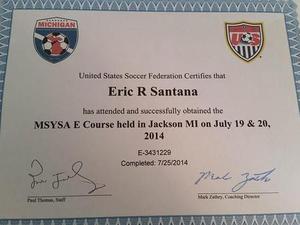 MICHIGAN
US
United States Soccer Federation Certifies that
Eric R Santana
has attended and successfully obtained the
MSYSA E Course held in Jackson MI on July 19 & 20,
2014
E-3431229
Completed: 7/25/2014
Paul Thomas, Staff
Mark Zathey, Coaching Director